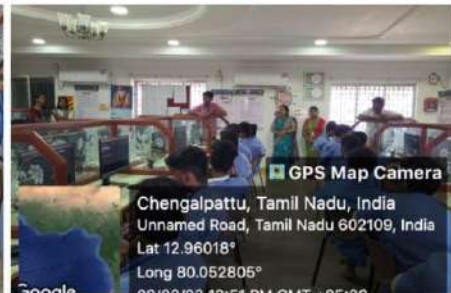 GPS Map Camera
Chengalpattu, Tamil Nadu, India
Unnamed Road, Tamil Nadu 602109, India
Lat 12.96018°
Long 80.052805°
Google